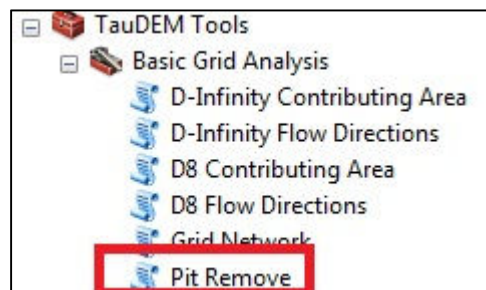 TauDEM Tools
Basic Grid Analysis
D-Infinity Contributing Area
D-Infinity Flow Directions
D8 Contributing Area
D8 Flow Directions
Grid Network
Pit Remove